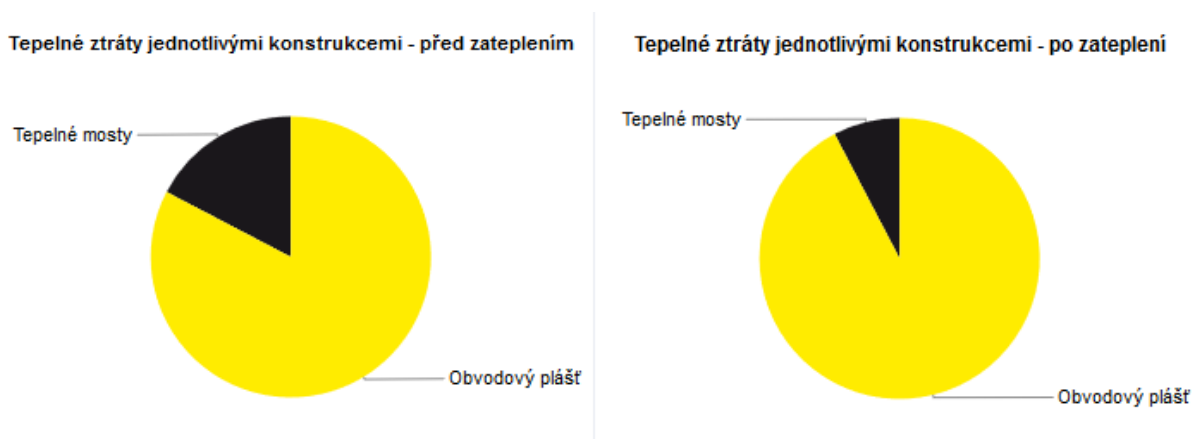 Tepelné ztráty jednotlivými konstrukcemi - před zateplením
Tepelné mosty
Obvodový plášť
Tepelné ztráty jednotlivými konstrukcemi - po zateplení
Tepelné mosty
Obvodový plášť